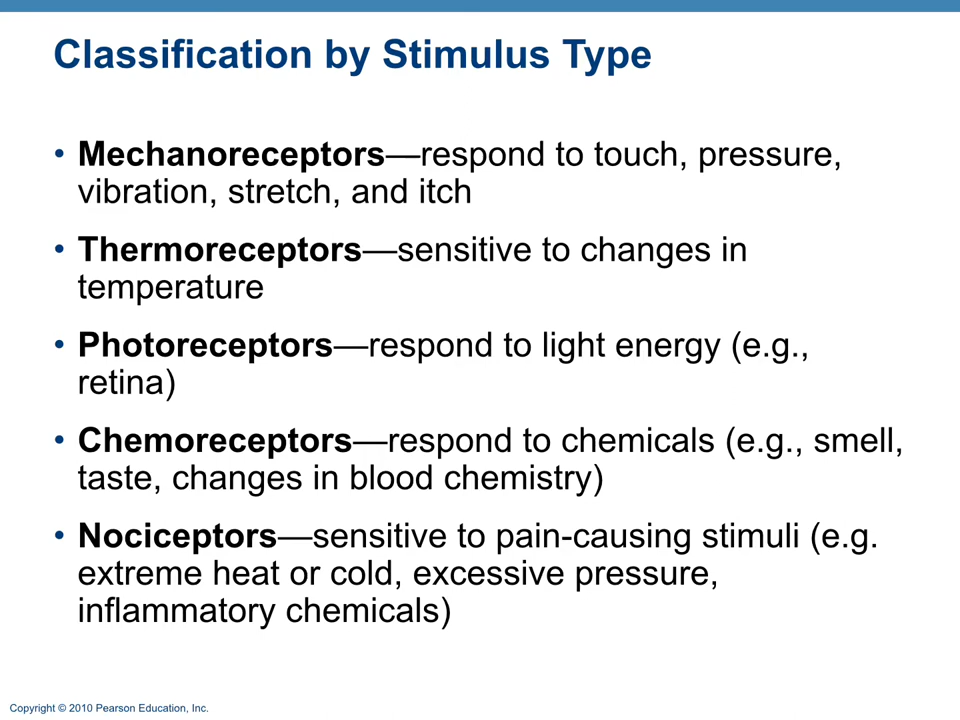 Classification by Stimulus Type
• Mechanoreceptors—respond to touch, pressure,
vibration, stretch, and itch
• Thermoreceptors—sensitive to changes in
temperature
• Photoreceptors—respond to light energy (e.g.,
retina)
• Chemoreceptors—respond to chemicals (e.g., smell,
taste, changes in blood chemistry)
• Nociceptors—sensitive to pain-causing stimuli (e.g.
extreme heat or cold, excessive pressure,
inflammatory chemicals)
Copyright © 2010 Pearson Education, Inc.